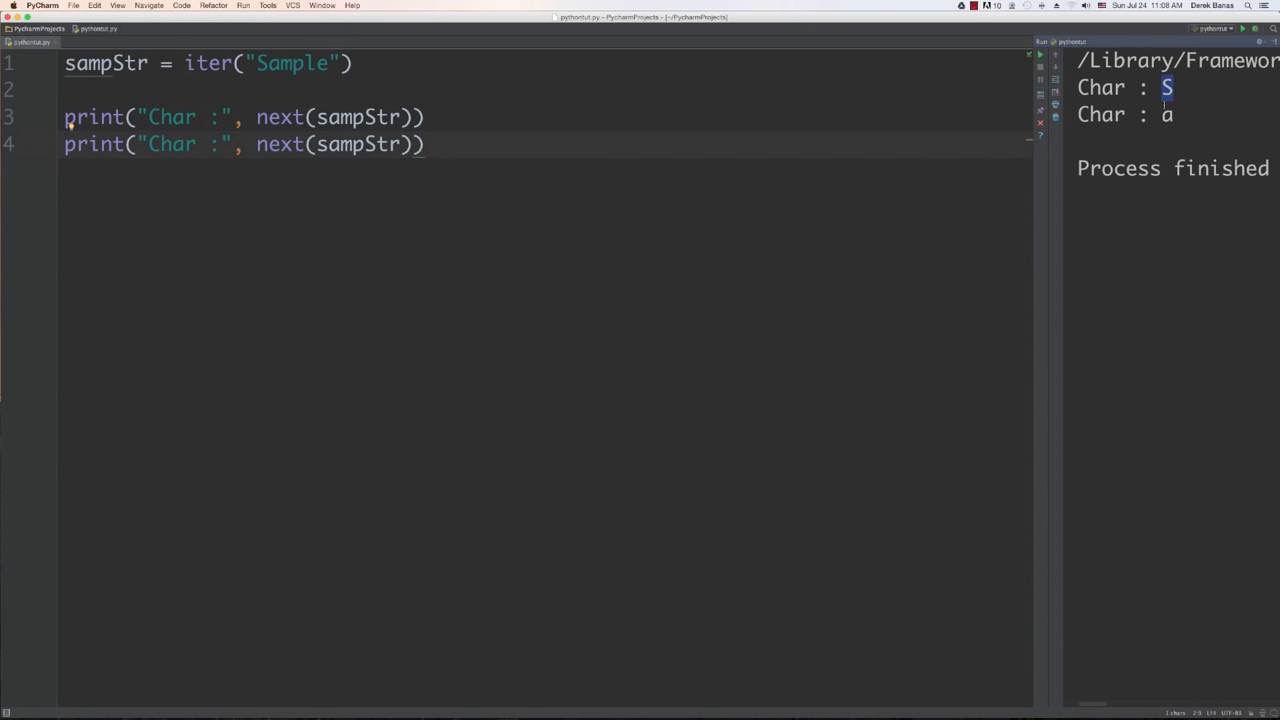 PyCharm File Edit View Navigate Code Refactor Run Tools VCS Window Help 10 Sun Jul 24 11:08 AM Derek Banas
pythontut.py - PycharmProjects - [~/PycharmProjects]
PycharmProjects pythontut.py pythontut
pythontut.py Run pythontut
1 sampStr = iter("Sample")
2
3 print("Char :", next(sampStr))
4 print("Char :", next(sampStr))
/Library/Framewor
Char : S
Char : a
Process finished
1 chars 2:9 LF÷ UTF-8÷